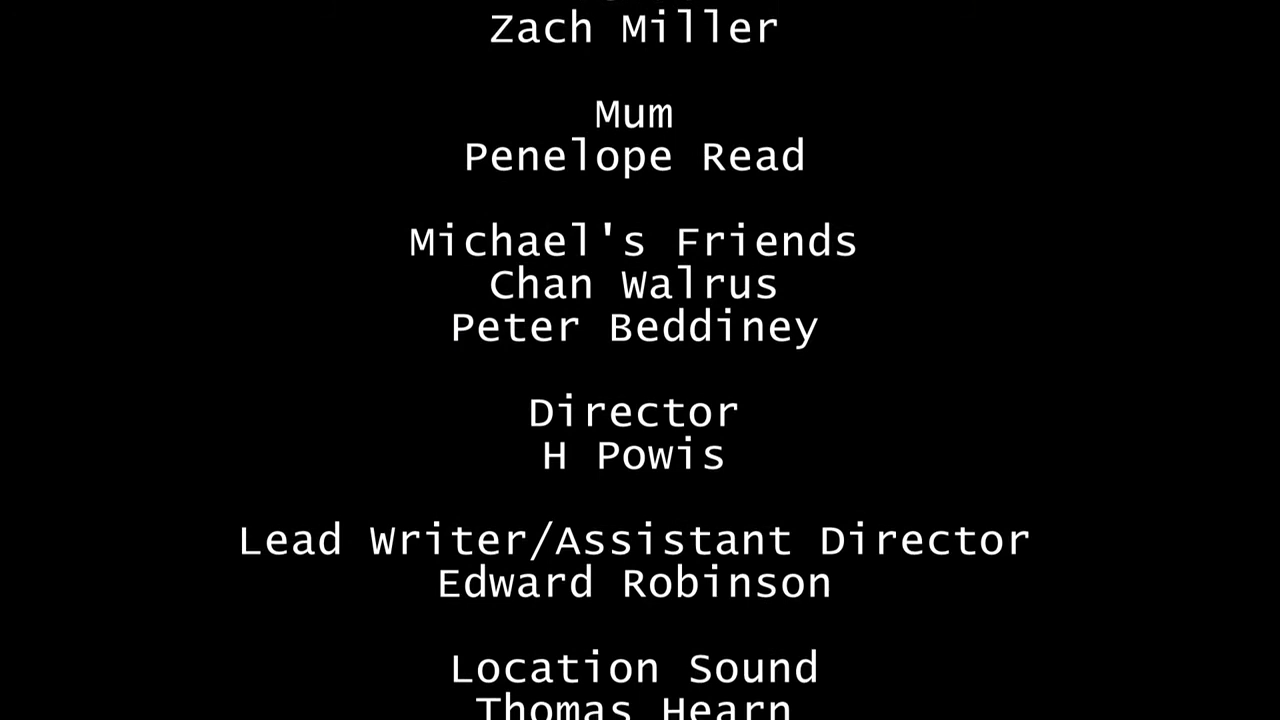 Zach Miller
Mum
Penelope Read
Michael's Friends
Chan Walrus
Peter Beddiney
Director
H Powis
Lead Writer/Assistant Director
Edward Robinson
Location Sound
Thomas Hearn